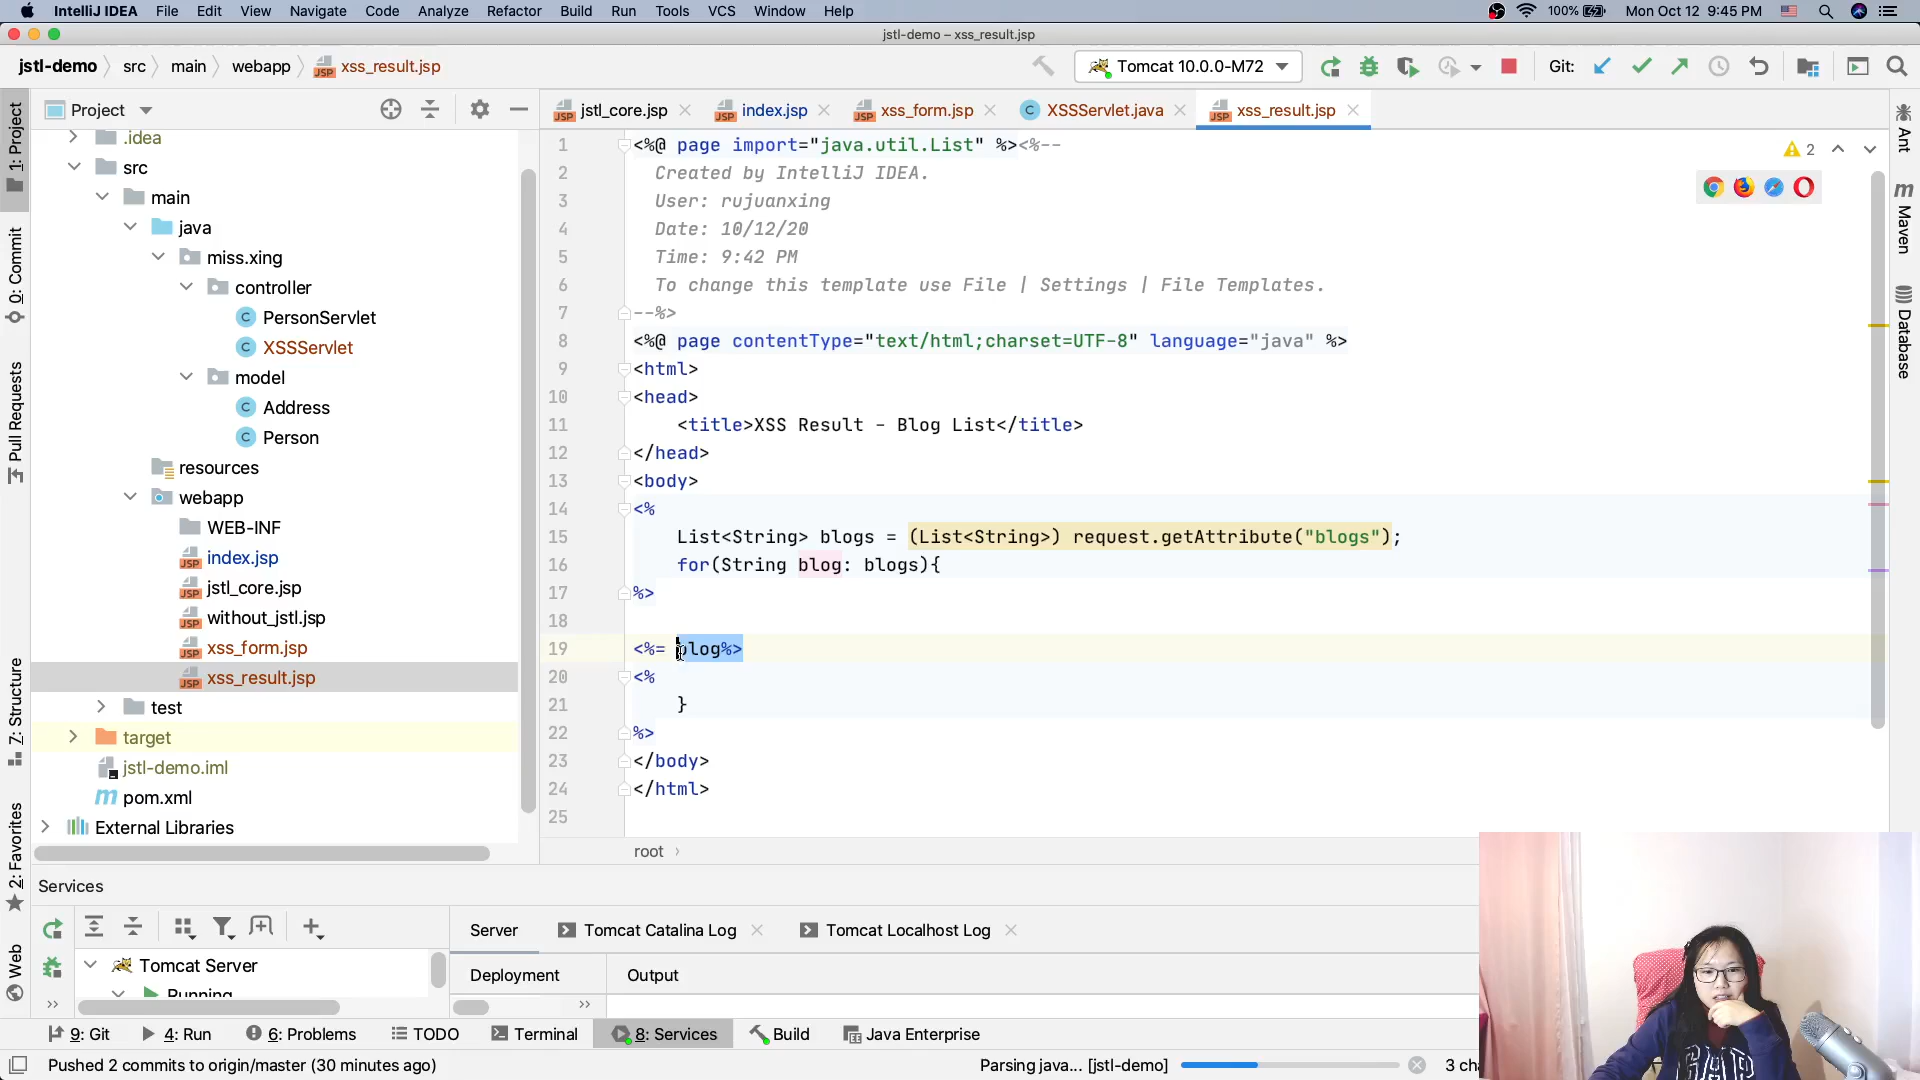 IntelliJ IDEA File Edit View Navigate Code Analyze Refactor Build Run Tools VCS Window Help 100% Mon Oct 12 9:45 PM
jstl-demo – xss_result.jsp
jstl-demo src main webapp xss_result.jsp Tomcat 10.0.0-M72 Git:
Project
jstl_core.jsp index.jsp xss_form.jsp XSSServlet.java xss_result.jsp
1: Project
0: Commit
Pull Requests
7: Structure
2: Favorites
Web
.idea
src
main
java
miss.xing
controller
PersonServlet
XSSServlet
model
Address
Person
resources
webapp
WEB-INF
index.jsp
jstl_core.jsp
without_jstl.jsp
xss_form.jsp
xss_result.jsp
test
target
jstl-demo.iml
pom.xml
External Libraries
2
1 <%@ page import="java.util.List" %><%--
2 Created by IntelliJ IDEA.
3 User: rujuanxing
4 Date: 10/12/20
5 Time: 9:42 PM
6 To change this template use File | Settings | File Templates.
7 --%>
8 <%@ page contentType="text/html;charset=UTF-8" language="java" %>
9 <html>
10 <head>
11 <title>XSS Result - Blog List</title>
12 </head>
13 <body>
14 <%
15 List<String> blogs = (List<String>) request.getAttribute("blogs");
16 for(String blog: blogs){
17 %>
18
19 <%= blog%>
20 <%
21 }
22 %>
23 </body>
24 </html>
25
root
Ant
Maven
Database
Services
Server Tomcat Catalina Log Tomcat Localhost Log
Tomcat Server
Running
Deployment Output
9: Git 4: Run 6: Problems TODO Terminal 8: Services Build Java Enterprise
Pushed 2 commits to origin/master (30 minutes ago) Parsing java... [jstl-demo]
GAP